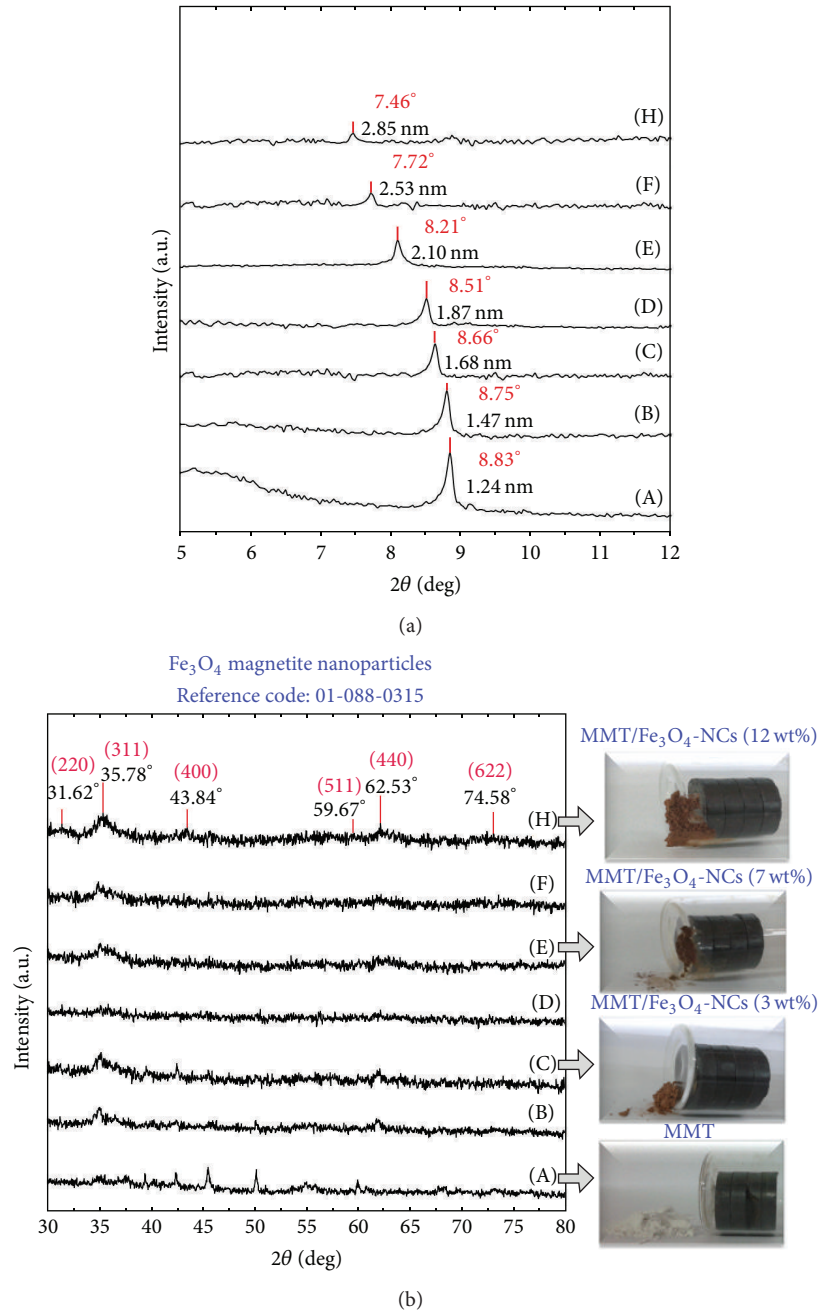 7.46°
2.85 nm
(H)
7.72°
2.53 nm
(F)
8.21°
2.10 nm
(E)
8.51°
1.87 nm
(D)
8.66°
1.68 nm
(C)
8.75°
1.47 nm
(B)
8.83°
1.24 nm
(A)
Intensity (a.u.)
5 6 7 8 9 10 11 12
2θ (deg)
(a)
Fe₃O₄ magnetite nanoparticles
Reference code: 01-088-0315
(220)
31.62°
(311)
35.78°
(400)
43.84°
(511)
59.67°
(440)
62.53°
(622)
74.58°
(H)
(F)
(E)
(D)
(C)
(B)
(A)
Intensity (a.u.)
30 35 40 45 50 55 60 65 70 75 80
2θ (deg)
MMT/Fe₃O₄-NCs (12 wt%)
MMT/Fe₃O₄-NCs (7 wt%)
MMT/Fe₃O₄-NCs (3 wt%)
MMT
(b)